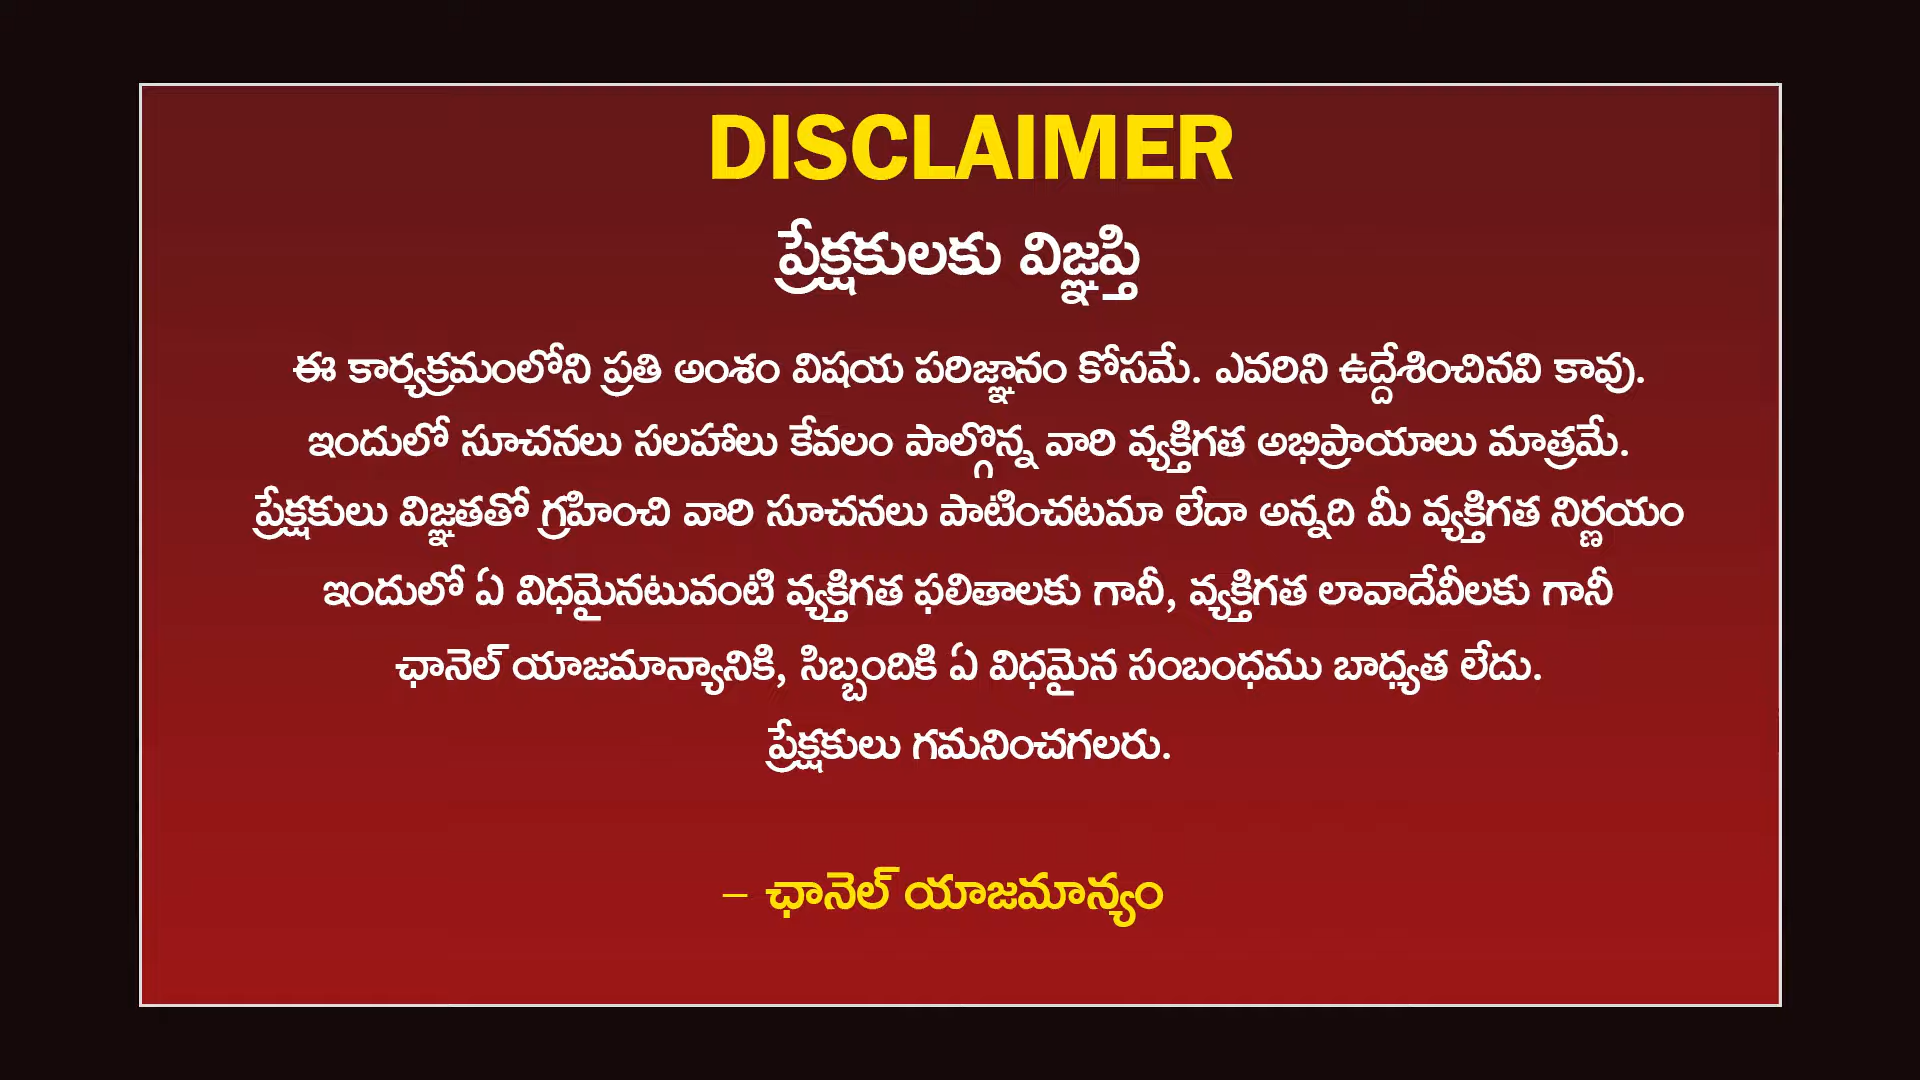 DISCLAIMER
ప్రేక్షకులకు విజ్ఞప్తి
ఈ కార్యక్రమంలోని ప్రతి అంశం విషయ పరిజ్ఞానం కోసమే. ఎవరిని ఉద్దేశించినవి కావు.
ఇందులో సూచనలు సలహాలు కేవలం పాల్గొన్న వారి వ్యక్తిగత అభిప్రాయాలు మాత్రమే.
ప్రేక్షకులు విజ్ఞతతో గ్రహించి వారి సూచనలు పాటించటమా లేదా అన్నది మీ వ్యక్తిగత నిర్ణయం
ఇందులో ఏ విధమైనటువంటి వ్యక్తిగత ఫలితాలకు గానీ, వ్యక్తిగత లావాదేవీలకు గానీ
ఛానెల్ యాజమాన్యానికి, సిబ్బందికి ఏ విధమైన సంబంధము బాధ్యత లేదు.
ప్రేక్షకులు గమనించగలరు.
– ఛానెల్ యాజమాన్యం